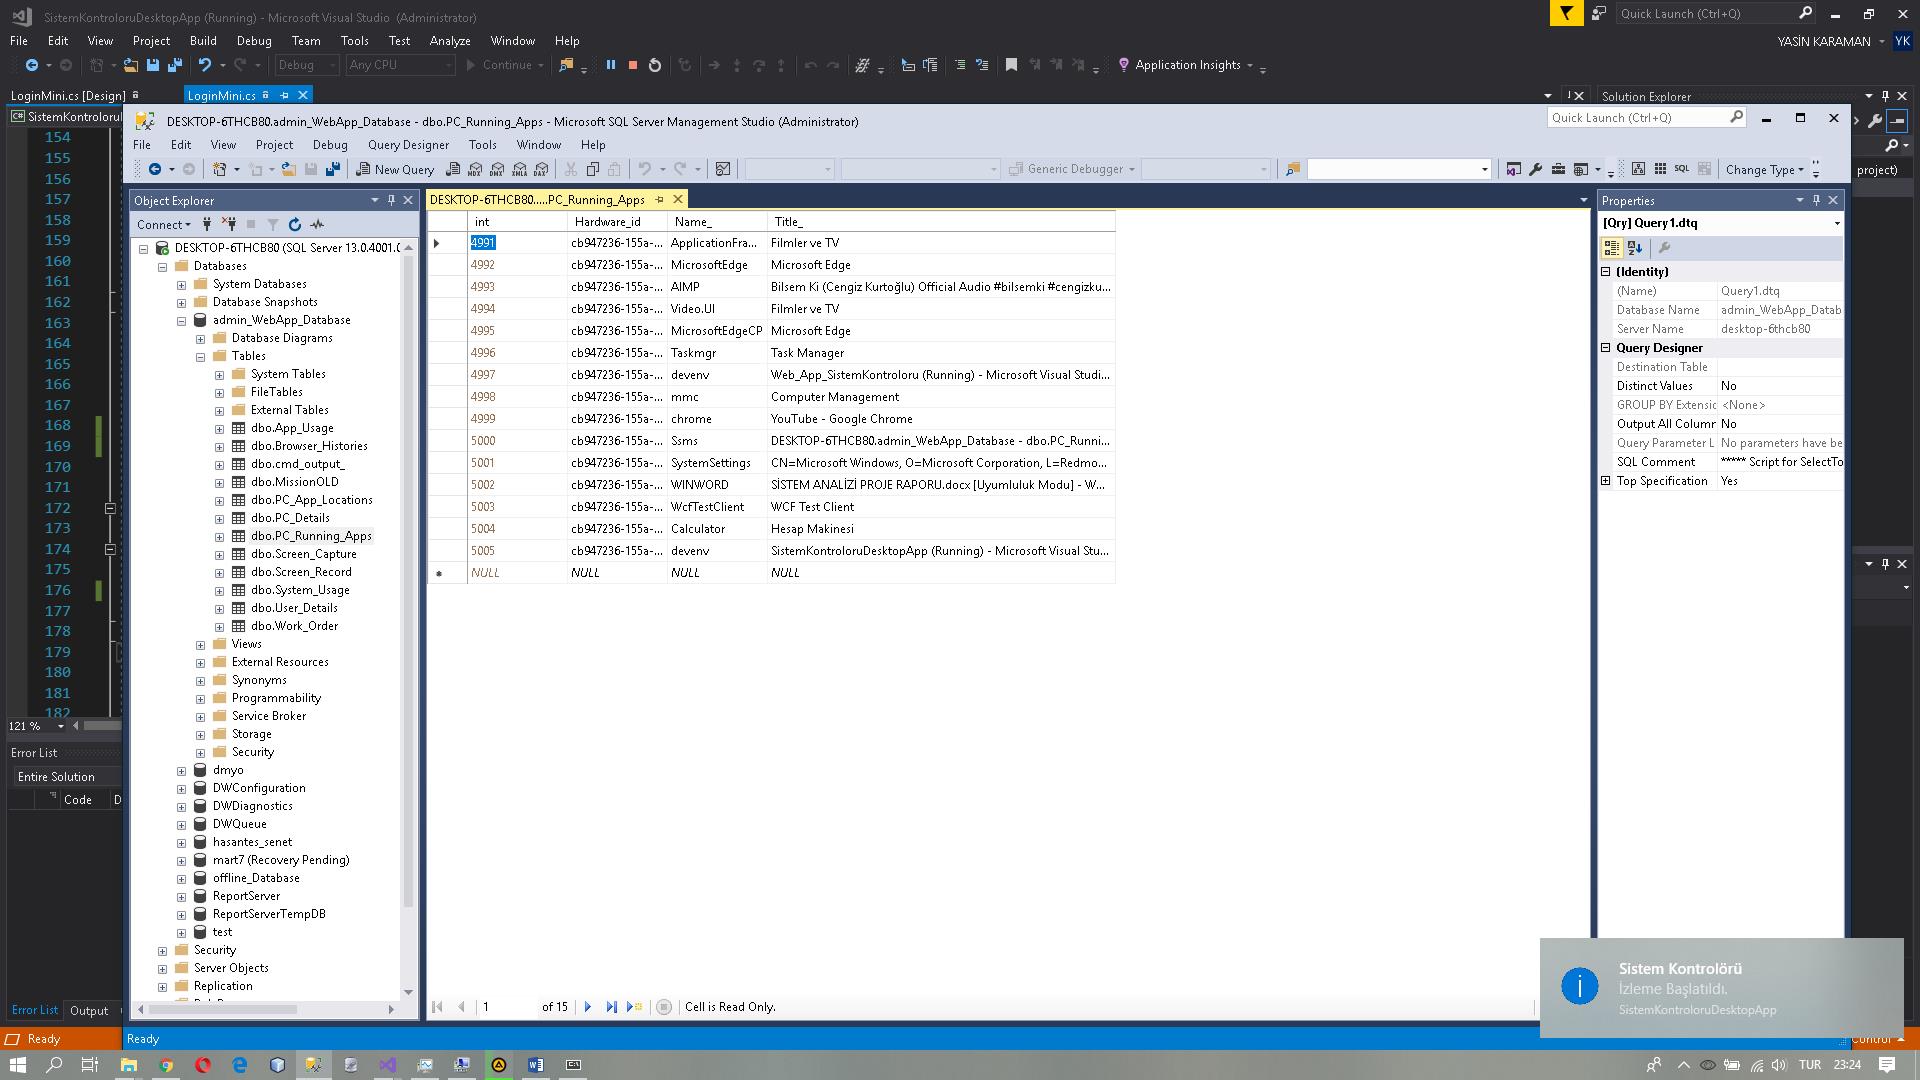 SistemKontroloruDesktopApp (Running) - Microsoft Visual Studio (Administrator)
Quick Launch (Ctrl+Q)
File Edit View Project Build Debug Team Tools Test Analyze Window Help
YASİN KARAMAN YK
Debug Any CPU Continue Application Insights
LoginMini.cs [Design] LoginMini.cs
Solution Explorer
SistemKontrolorul
DESKTOP-6THCB80.admin_WebApp_Database - dbo.PC_Running_Apps - Microsoft SQL Server Management Studio (Administrator)
Quick Launch (Ctrl+Q)
File Edit View Project Debug Query Designer Tools Window Help
New Query Generic Debugger Change Type
project)
154
155
156
157
158
159
160
161
162
163
164
165
166
167
168
169
170
171
172
173
174
175
176
177
178
179
180
181
182
121 %
Error List
Entire Solution
Code D
Error List Output
Ready
Object Explorer
Connect
DESKTOP-6THCB80 (SQL Server 13.0.4001.0
Databases
System Databases
Database Snapshots
admin_WebApp_Database
Database Diagrams
Tables
System Tables
FileTables
External Tables
dbo.App_Usage
dbo.Browser_Histories
dbo.cmd_output_
dbo.MissionOLD
dbo.PC_App_Locations
dbo.PC_Details
dbo.PC_Running_Apps
dbo.Screen_Capture
dbo.Screen_Record
dbo.System_Usage
dbo.User_Details
dbo.Work_Order
Views
External Resources
Synonyms
Programmability
Service Broker
Storage
Security
dmyo
DWConfiguration
DWDiagnostics
DWQueue
hasantes_senet
mart7 (Recovery Pending)
offline_Database
ReportServer
ReportServerTempDB
test
Security
Server Objects
Replication
DESKTOP-6THCB80.....PC_Running_Apps
int Hardware_id Name_ Title_
4991 cb947236-155a-... ApplicationFra... Filmler ve TV
4992 cb947236-155a-... MicrosoftEdge Microsoft Edge
4993 cb947236-155a-... AIMP Bilsem Ki (Cengiz Kurtoğlu) Official Audio #bilsemki #cengizku...
4994 cb947236-155a-... Video.UI Filmler ve TV
4995 cb947236-155a-... MicrosoftEdgeCP Microsoft Edge
4996 cb947236-155a-... Taskmgr Task Manager
4997 cb947236-155a-... devenv Web_App_SistemKontroloru (Running) - Microsoft Visual Studi...
4998 cb947236-155a-... mmc Computer Management
4999 cb947236-155a-... chrome YouTube - Google Chrome
5000 cb947236-155a-... Ssms DESKTOP-6THCB80.admin_WebApp_Database - dbo.PC_Runni...
5001 cb947236-155a-... SystemSettings CN=Microsoft Windows, O=Microsoft Corporation, L=Redmo...
5002 cb947236-155a-... WINWORD SİSTEM ANALİZİ PROJE RAPORU.docx [Uyumluluk Modu] - W...
5003 cb947236-155a-... WcfTestClient WCF Test Client
5004 cb947236-155a-... Calculator Hesap Makinesi
5005 cb947236-155a-... devenv SistemKontroloruDesktopApp (Running) - Microsoft Visual Stu...
NULL NULL NULL NULL
1 of 15 Cell is Read Only.
Properties
[Qry] Query1.dtq
(Identity)
(Name) Query1.dtq
Database Name admin_WebApp_Datab
Server Name desktop-6thcb80
Query Designer
Destination Table
Distinct Values No
GROUP BY Extensic <None>
Output All Columr No
Query Parameter L No parameters have be
SQL Comment ***** Script for SelectTo
Top Specification Yes
Sistem Kontrolörü
İzleme Başlatıldı.
SistemKontroloruDesktopApp
Ready
Control
TUR 23:24